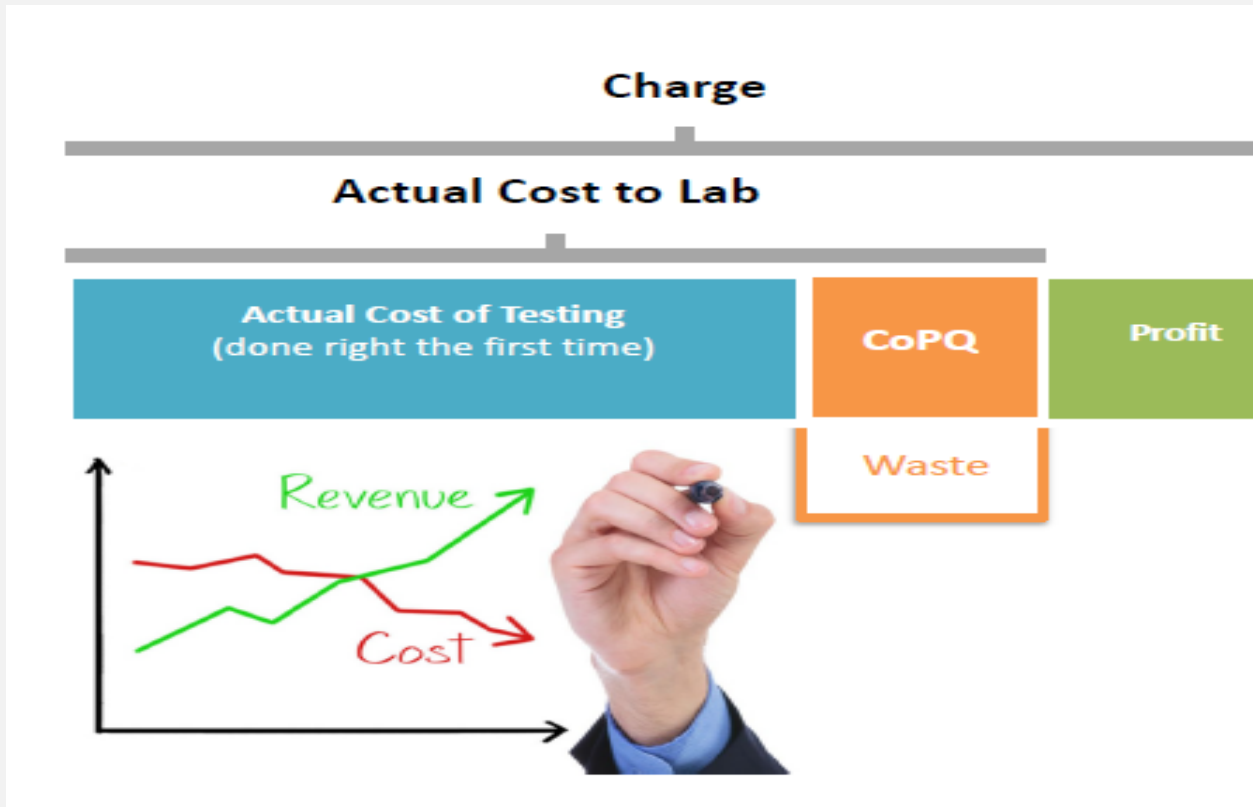 Charge
Actual Cost to Lab
Actual Cost of Testing
(done right the first time)
CoPQ
Profit
Waste
Revenue
Cost